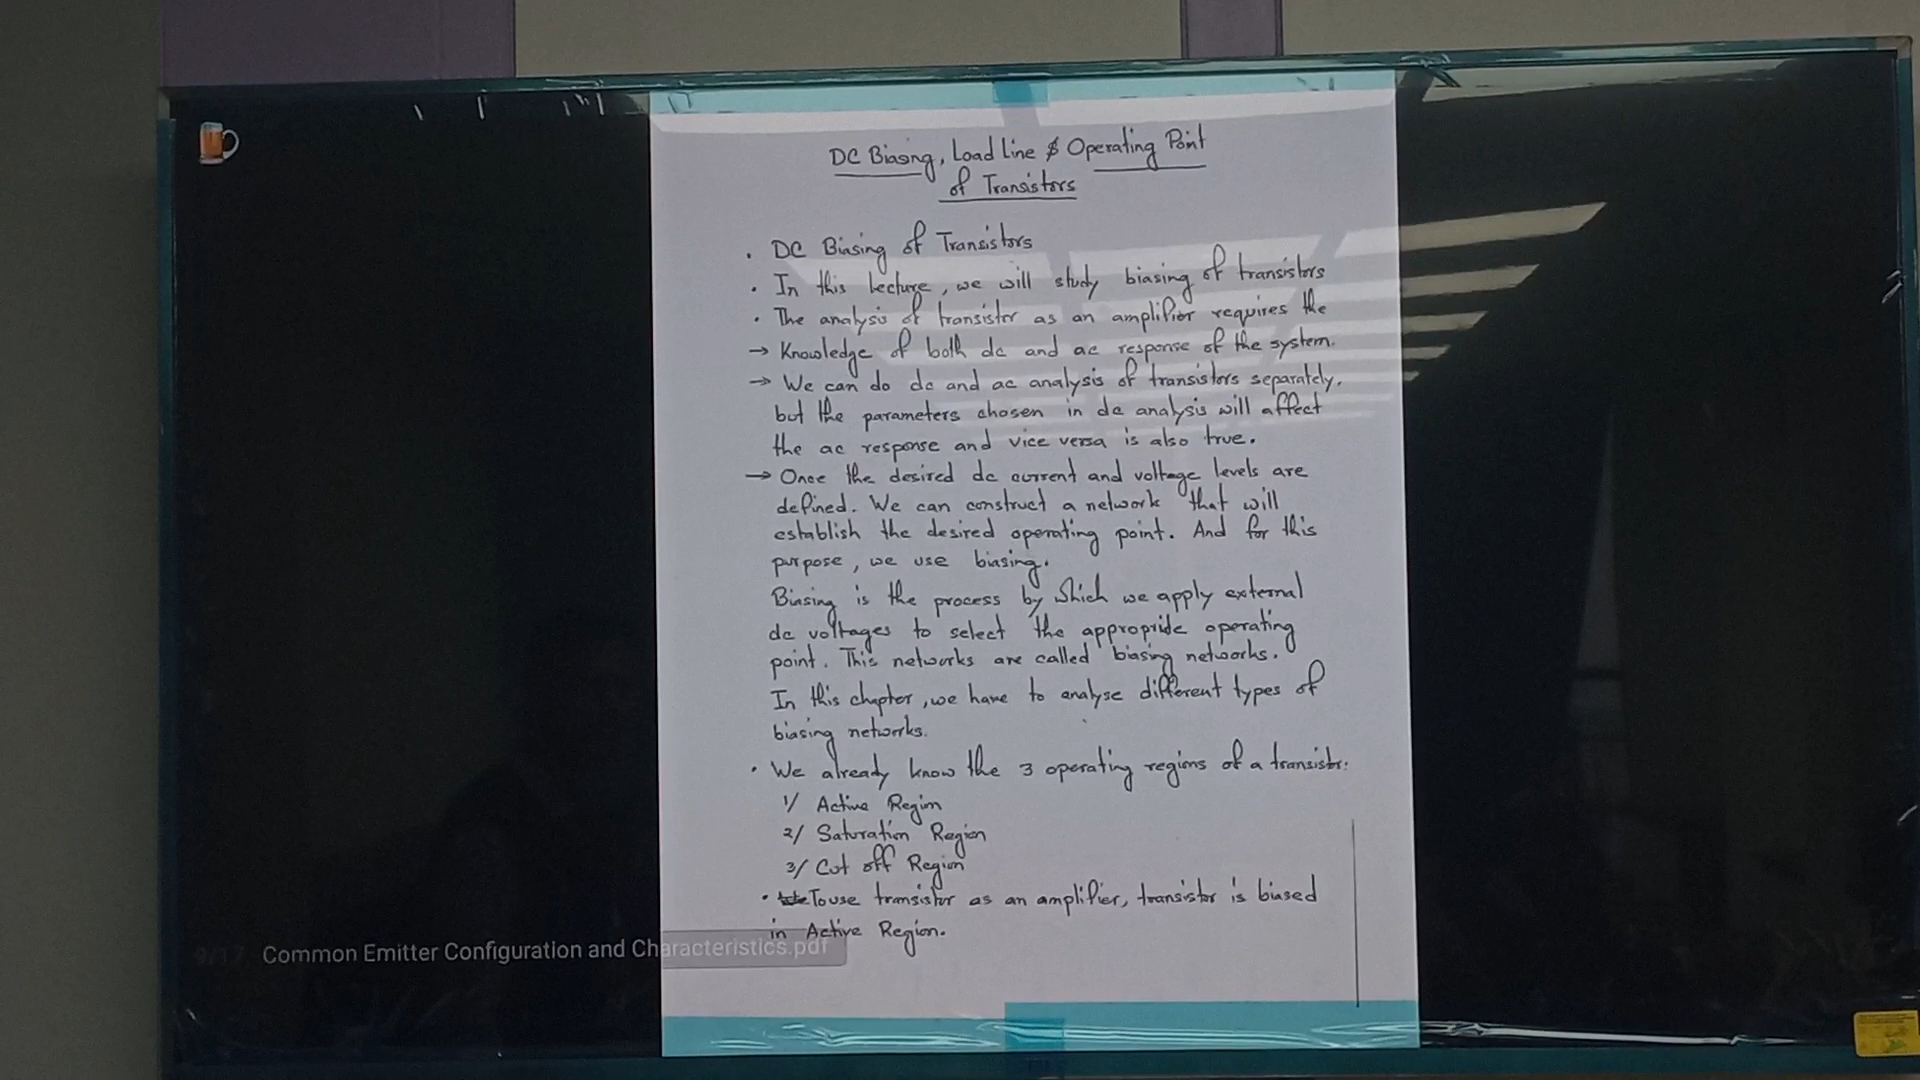 DC Biasing, Load Line & Operating Point
of Transistors
. DC Biasing of Transistors
. In this lecture, we will study biasing of transistors
. The analysis of transistor as an amplifier requires the
→ Knowledge of both dc and ac response of the system.
→ We can do dc and ac analysis of transistors separately.
but the parameters chosen in dc analysis will affect
the ac response and vice versa is also true.
→ Once the desired dc current and voltage levels are
defined. We can construct a network that will
establish the desired operating point. And for this
purpose, we use biasing.
Biasing is the process by which we apply external
dc voltages to select the appropride operating
point. This networks are called biasing networks.
In this chapter, we have to analyse different types of
biasing networks.
. We already know the 3 operating regions of a transistor:
1/ Active Region
2/ Saturation Region
3/ Cut off Region
. To use transistor as an amplifier, transistor is biased
in Active Region.
9/17 Common Emitter Configuration and Characteristics.pdf